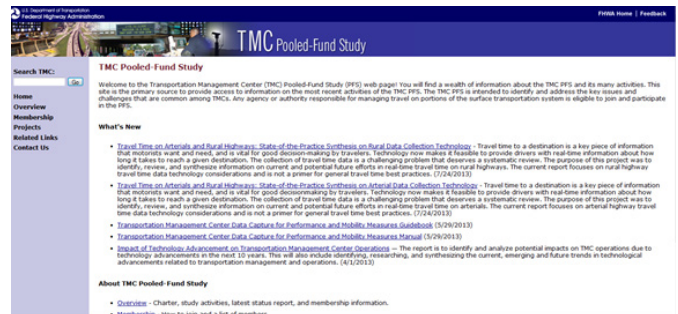 U.S. Department of Transportation
Federal Highway Administration
FHWA Home | Feedback
TMC Pooled-Fund Study
Search TMC:
Go
Home
Overview
Membership
Projects
Related Links
Contact Us
TMC Pooled-Fund Study
Welcome to the Transportation Management Center (TMC) Pooled-Fund Study (PFS) web page! You will find a wealth of information about the TMC PFS and its many activities. This
site is the primary source to provide access to information on the most recent activities of the TMC PFS. The TMC PFS is intended to identify and address the key issues and
challenges that are common among TMCs. Any agency or authority responsible for managing travel on portions of the surface transportation system is eligible to join and participate
in the PFS.
What's New
• Travel Time on Arterials and Rural Highways: State-of-the-Practice Synthesis on Rural Data Collection Technology - Travel time to a destination is a key piece of information
that motorists want and need, and is vital for good decision-making by travelers. Technology now makes it feasible to provide drivers with real-time information about how
long it takes to reach a given destination. The collection of travel time data is a challenging problem that deserves a systematic review. The purpose of this project was to
identify, review, and synthesize information on current and potential future efforts in real-time travel time on rural highways. The current report focuses on rural highway
travel time data technology considerations and is not a primer for general travel time best practices. (7/24/2013)
• Travel Time on Arterials and Rural Highways: State-of-the-Practice Synthesis on Arterial Data Collection Technology - Travel time to a destination is a key piece of information
that motorists want and need, and is vital for good decision-making by travelers. Technology now makes it feasible to provide drivers with real-time information about how
long it takes to reach a given destination. The collection of travel time data is a challenging problem that deserves a systematic review. The purpose of this project was to
identify, review, and synthesize information on current and potential future efforts in real-time travel time on arterials. The current report focuses on arterial highway travel
time data technology considerations and is not a primer for general travel time best practices. (7/24/2013)
• Transportation Management Center Data Capture for Performance and Mobility Measures Guidebook (5/29/2013)
• Transportation Management Center Data Capture for Performance and Mobility Measures Manual (5/29/2013)
• Impact of Technology Advancement on Transportation Management Center Operations — The report is to identify and analyze potential impacts on TMC operations due to
technology advancements in the next 10 years. This will also include identifying, researching, and synthesizing the current, emerging and future trends in technological
advancements related to transportation management and operations. (4/1/2013)
About TMC Pooled- Fund Study
• Overview - Charter, study activities, latest status report, and membership information.
• Membership - How to join and a list of members.